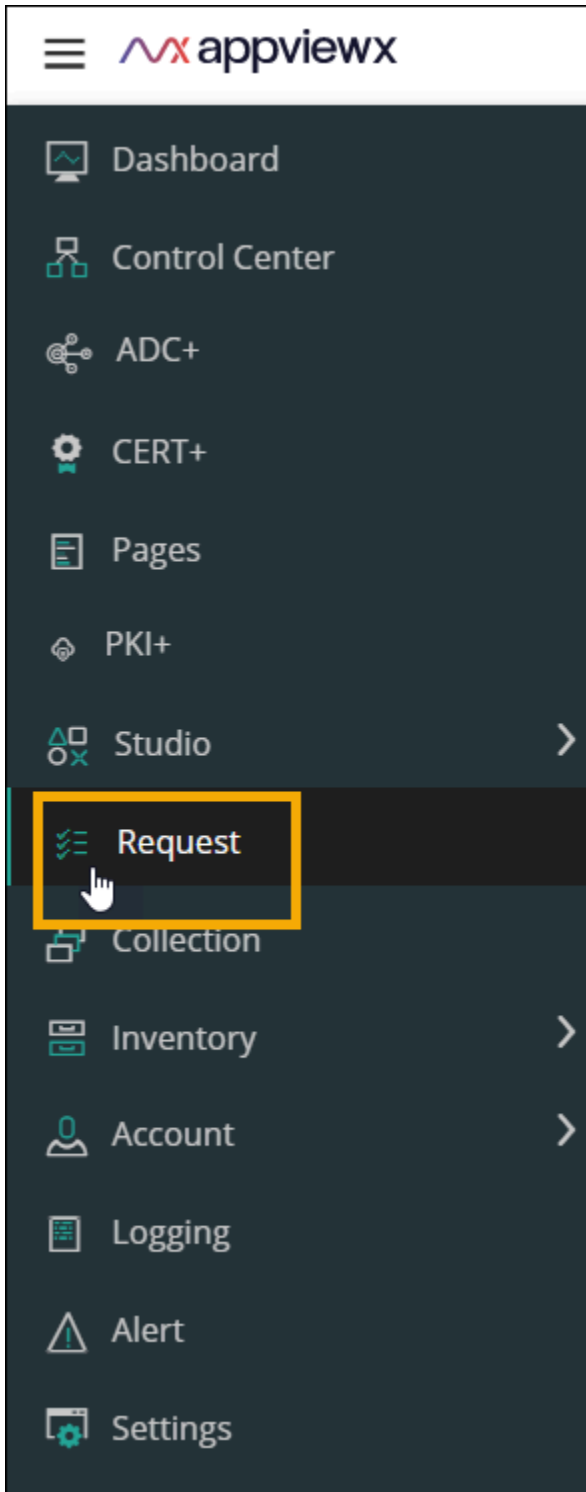 appviewx
Dashboard
Control Center
ADC+
CERT+
Pages
PKI+
Studio
Request
Collection
Inventory
Account
Logging
Alert
Settings